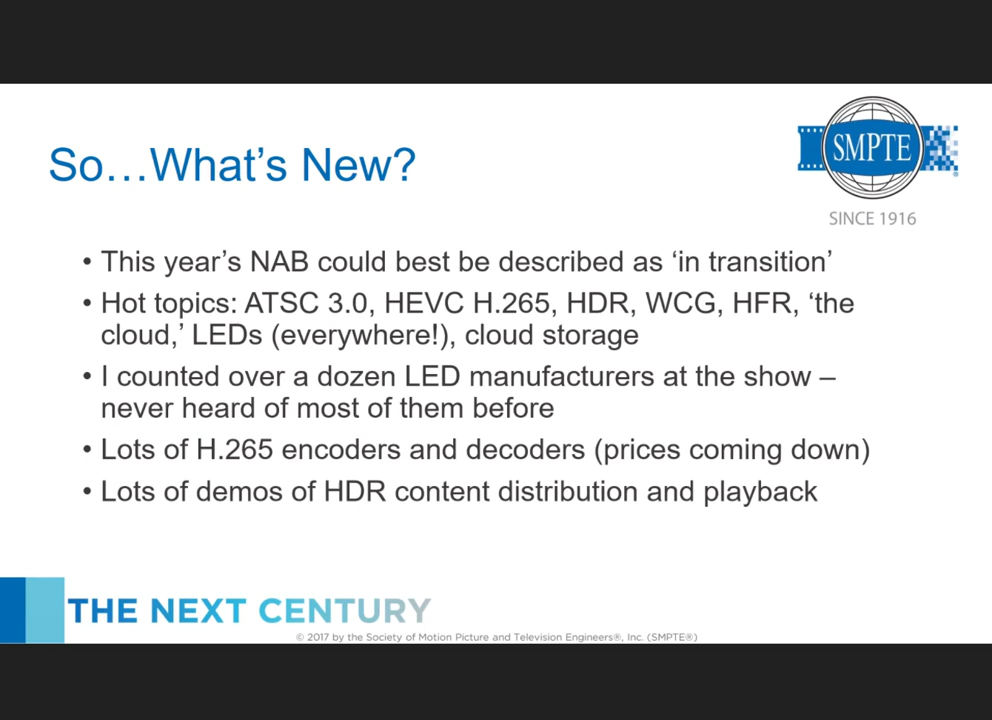 So…What’s New?
SMPTE
®
SINCE 1916
• This year’s NAB could best be described as ‘in transition’
• Hot topics: ATSC 3.0, HEVC H.265, HDR, WCG, HFR, ‘the
cloud,’ LEDs (everywhere!), cloud storage
• I counted over a dozen LED manufacturers at the show –
never heard of most of them before
• Lots of H.265 encoders and decoders (prices coming down)
• Lots of demos of HDR content distribution and playback
THE NEXT CENTURY
© 2017 by the Society of Motion Picture and Television Engineers®, Inc. (SMPTE®)